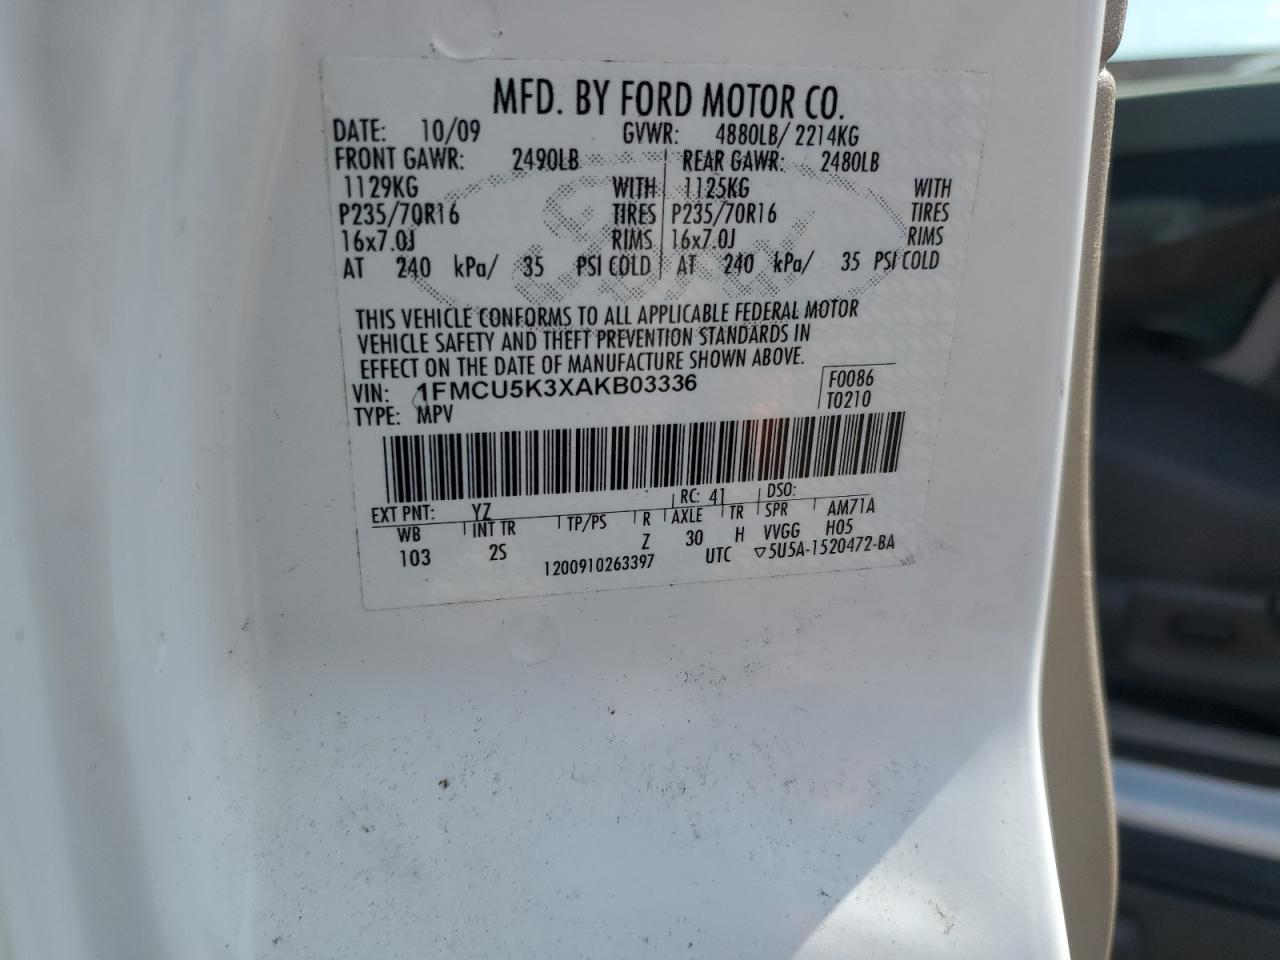 MFD. BY FORD MOTOR CO.
DATE: 10/09 GVWR: 4880LB/ 2214KG
FRONT GAWR: 2490LB REAR GAWR: 2480LB
1129KG WITH 1125KG WITH
P235/70R16 TIRES P235/70R16 TIRES
16x7.0J RIMS 16x7.0J RIMS
AT 240 kPa/ 35 PSI COLD AT 240 kPa/ 35 PSI COLD
THIS VEHICLE CONFORMS TO ALL APPLICABLE FEDERAL MOTOR
VEHICLE SAFETY AND THEFT PREVENTION STANDARDS IN
EFFECT ON THE DATE OF MANUFACTURE SHOWN ABOVE.
VIN: 1FMCU5K3XAKB03336 F0086
TYPE: MPV T0210
EXT PNT: YZ RC: 41 DSO:
WB INT TR TP/PS R AXLE TR SPR AM71A
103 2S Z 30 H VVGG H05
1200910263397 UTC ▽5U5A-1520472-BA